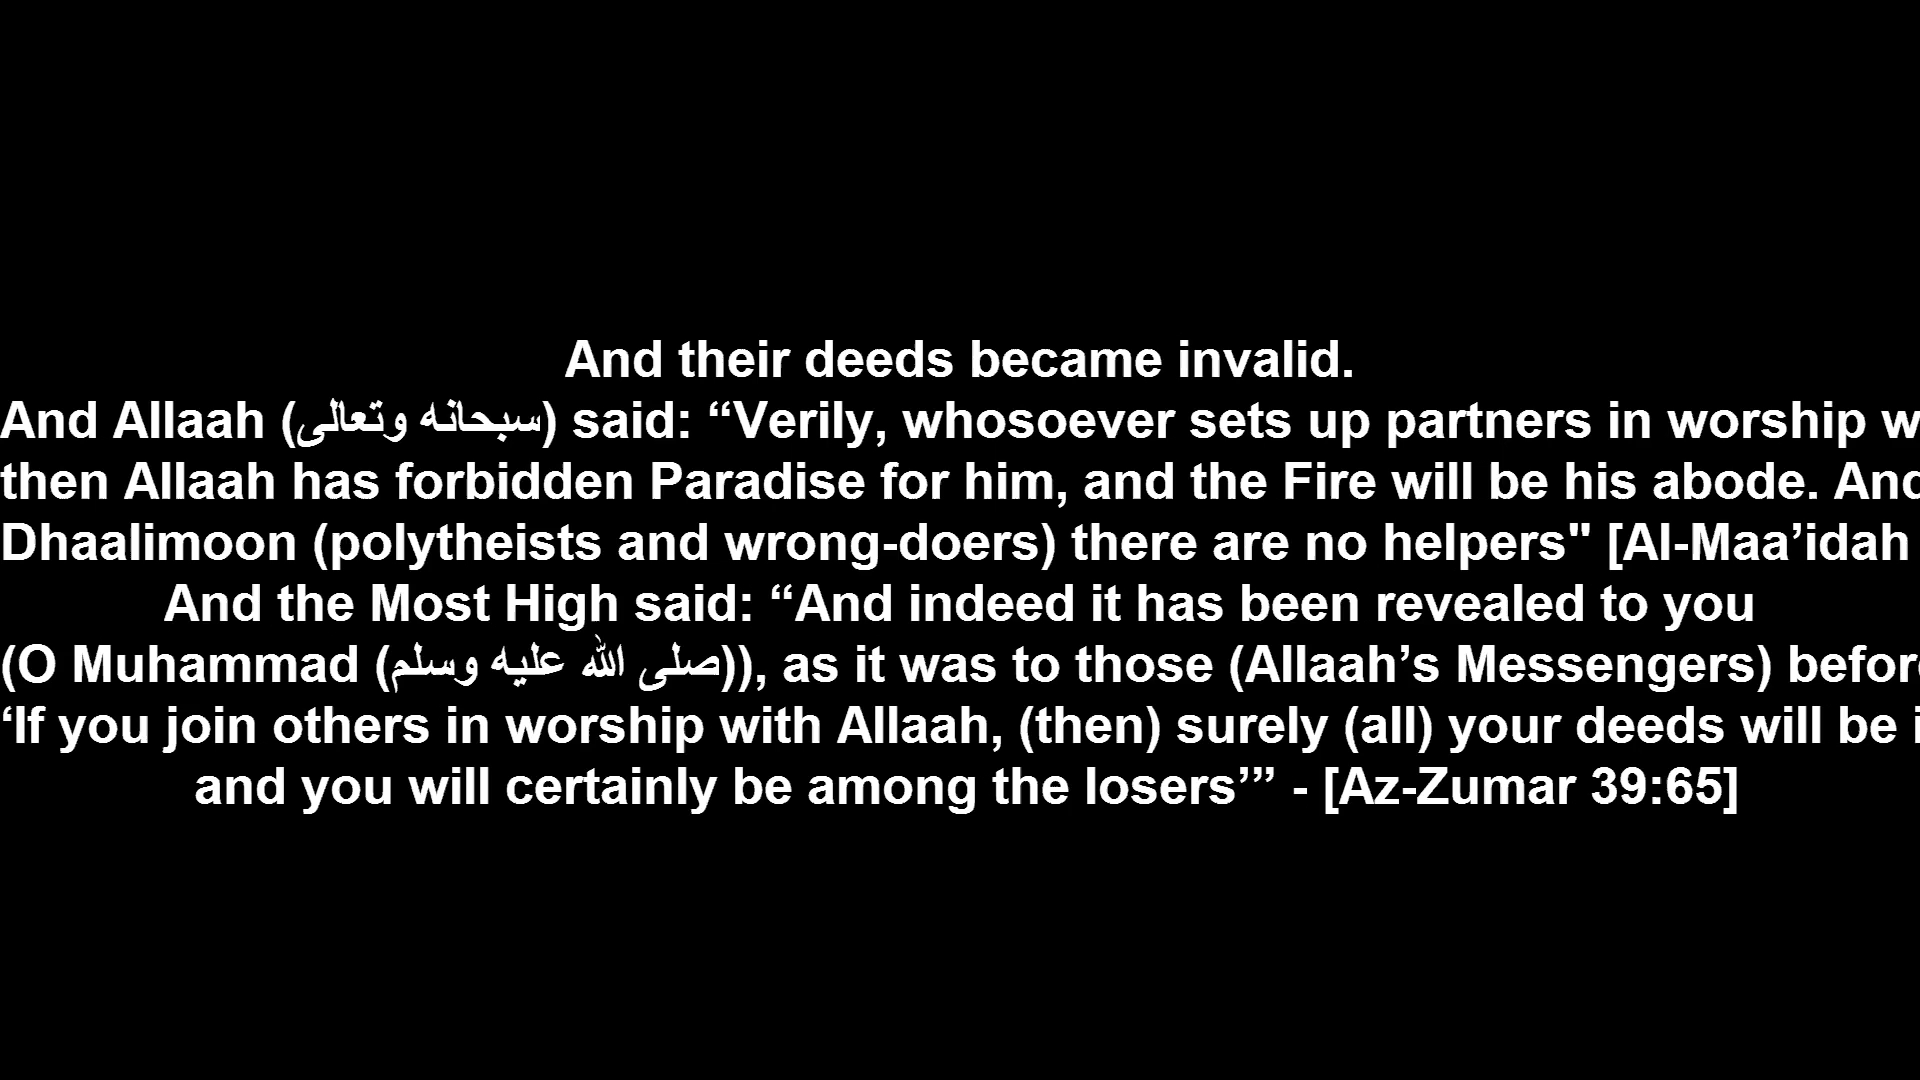 And their deeds became invalid.
And Allaah (سبحانه وتعالى) said: “Verily, whosoever sets up partners in worship
then Allaah has forbidden Paradise for him, and the Fire will be his abode. And
Dhaalimoon (polytheists and wrong-doers) there are no helpers" [Al-Maa’idah
And the Most High said: “And indeed it has been revealed to you
(O Muhammad (صلى الله عليه وسلم)), as it was to those (Allaah’s Messengers)
‘If you join others in worship with Allaah, (then) surely (all) your deeds will be
and you will certainly be among the losers’” - [Az-Zumar 39:65]